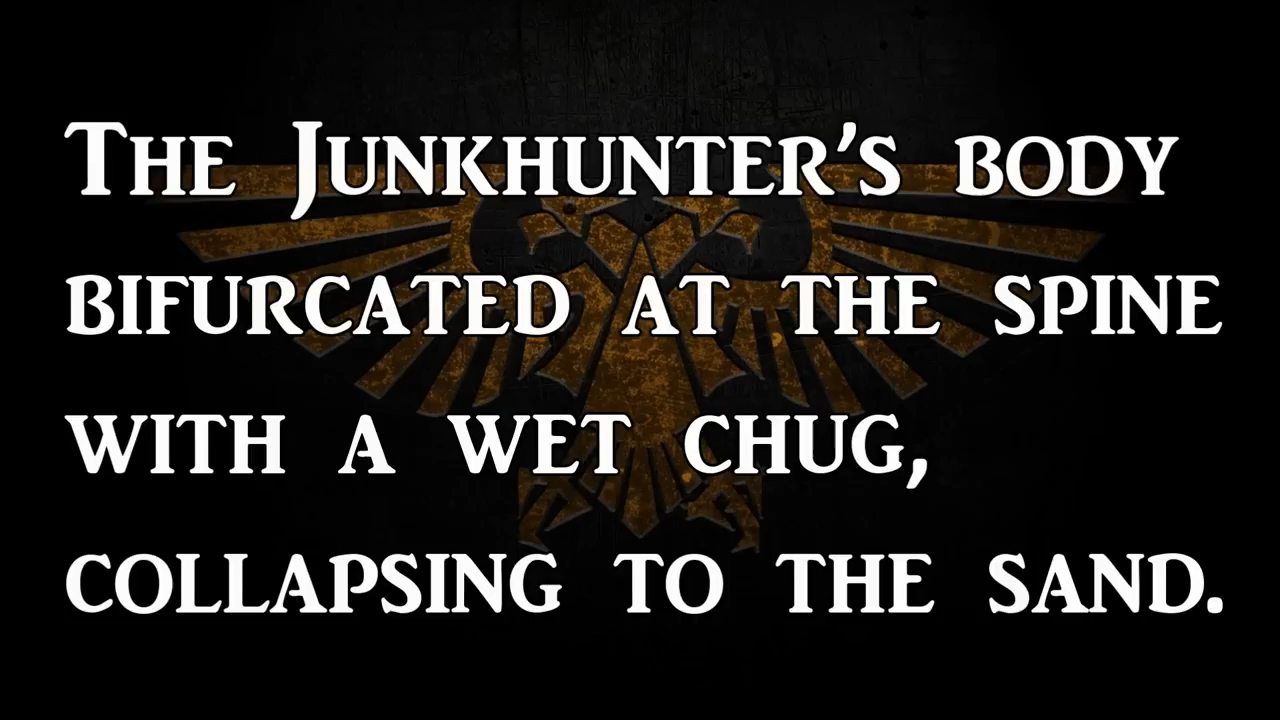 The Junkhunter's body
bifurcated at the spine
with a wet chug,
collapsing to the sand.